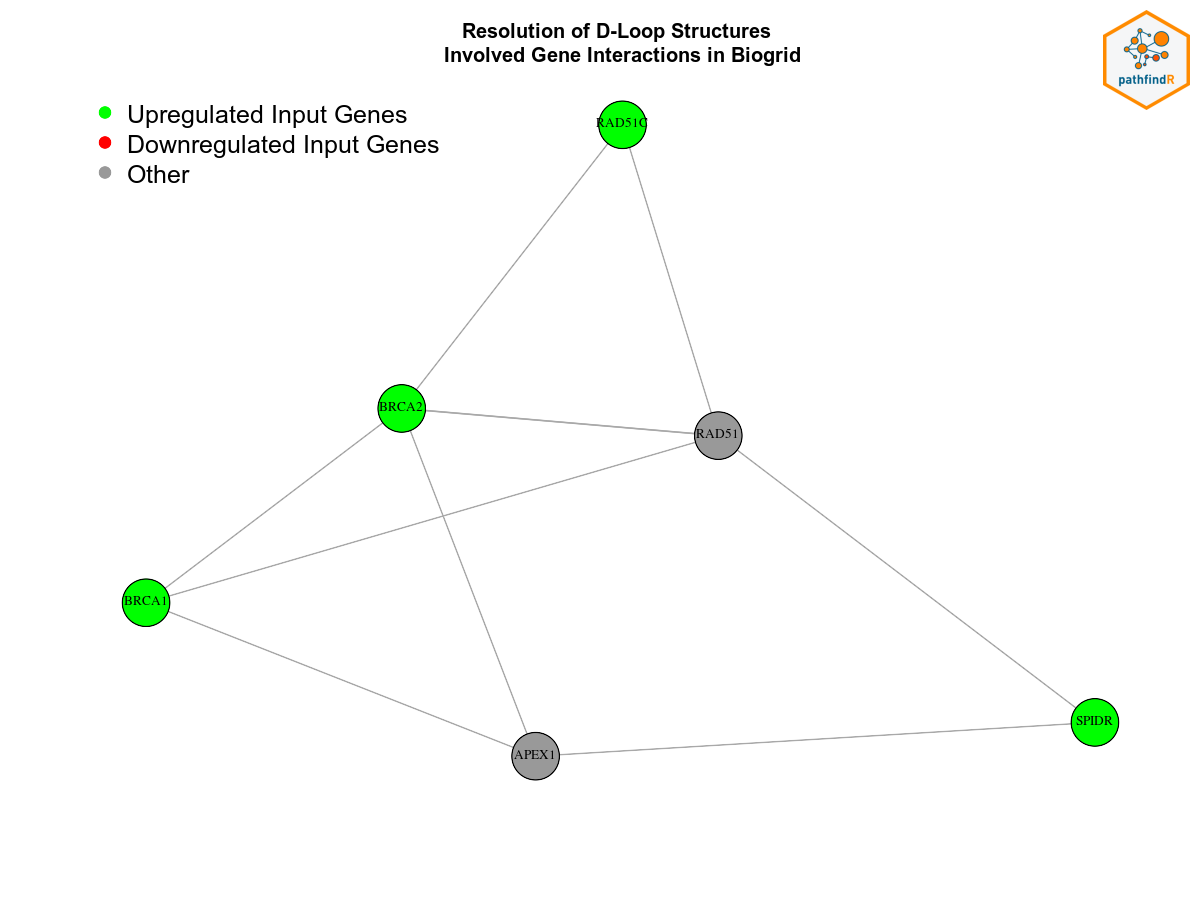 Resolution of D-Loop Structures
Involved Gene Interactions in Biogrid
pathfindR
Upregulated Input Genes
Downregulated Input Genes
Other
RAD51C
BRCA2
RAD51
BRCA1
SPIDR
APEX1